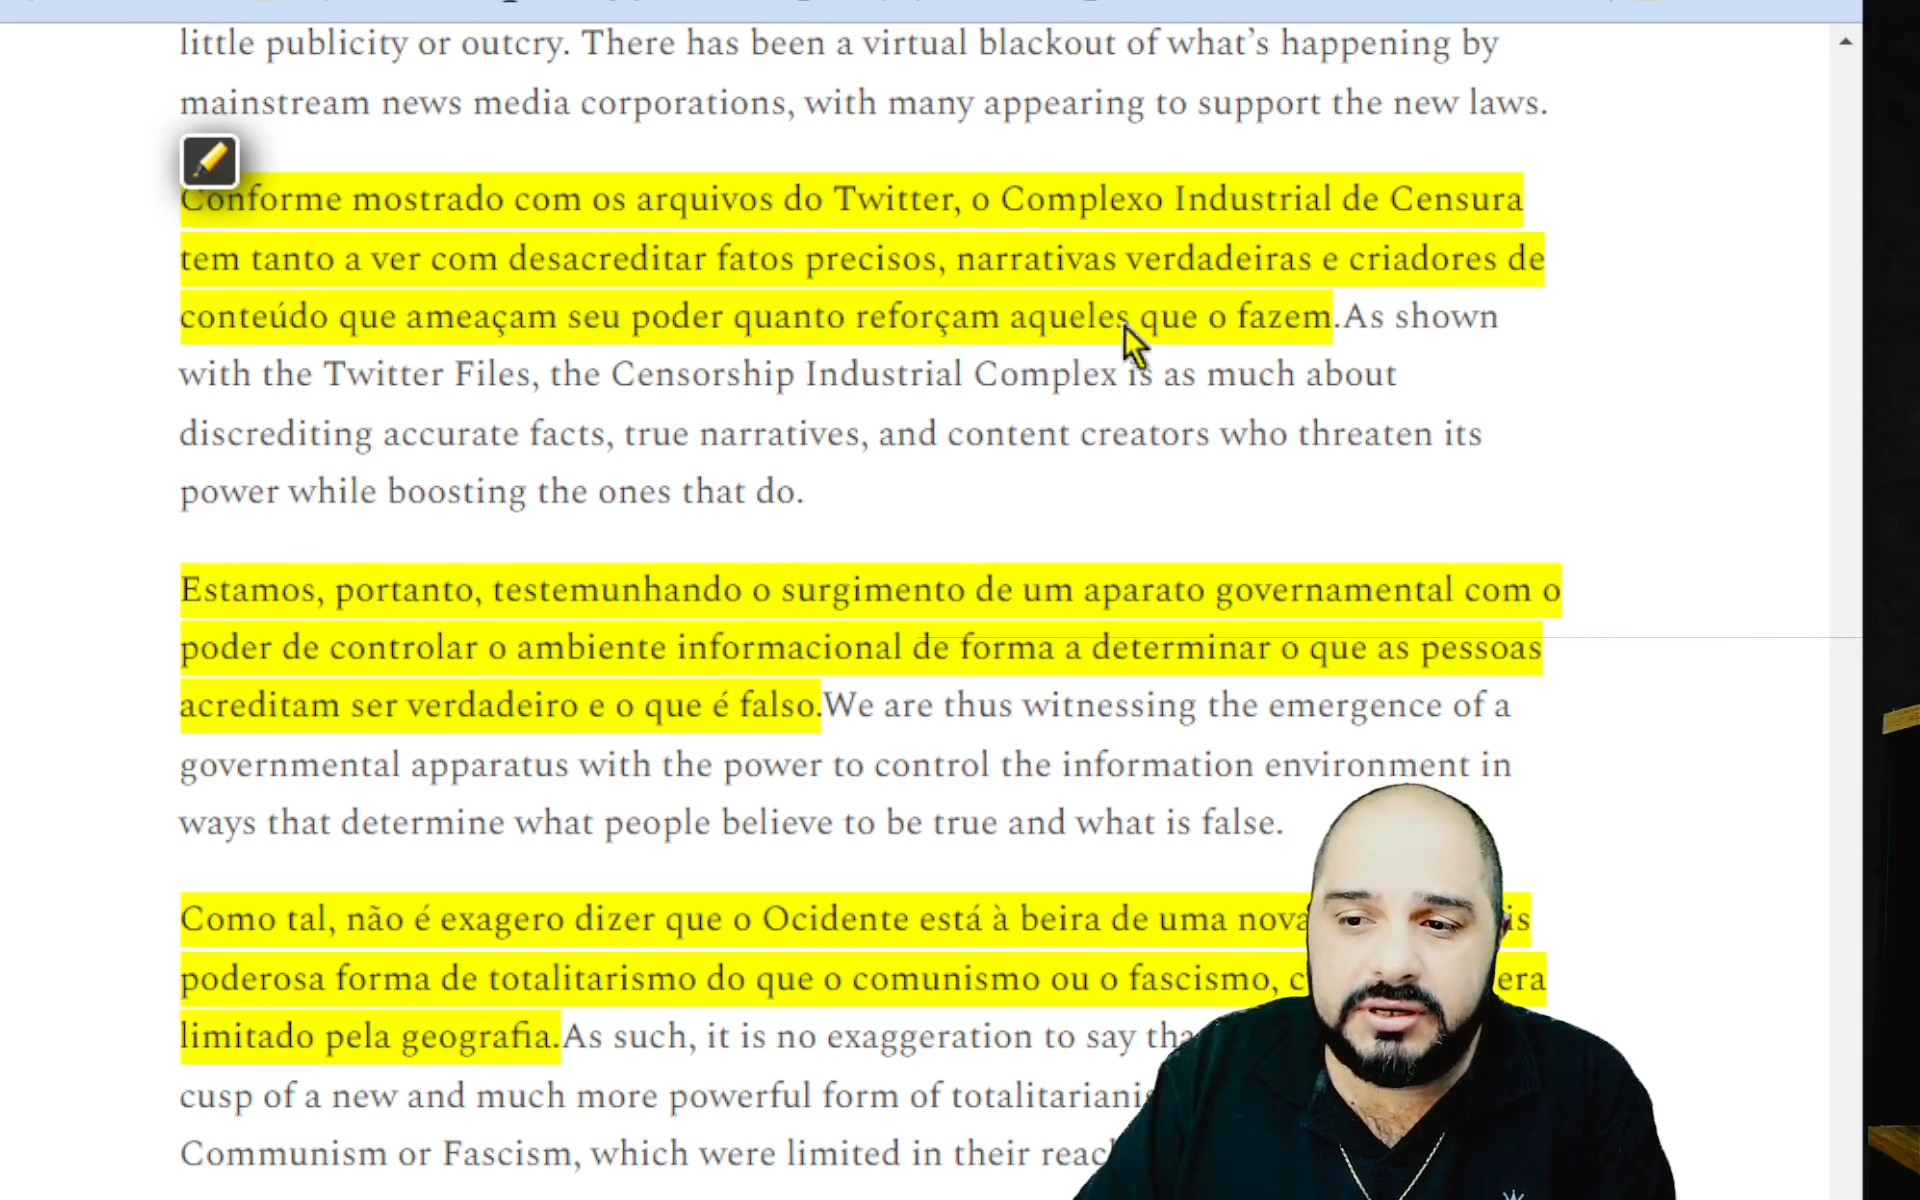 little publicity or outcry. There has been a virtual blackout of what's happening by
mainstream news media corporations, with many appearing to support the new laws.
Conforme mostrado com os arquivos do Twitter, o Complexo Industrial de Censura
tem tanto a ver com desacreditar fatos precisos, narrativas verdadeiras e criadores de
conteúdo que ameaçam seu poder quanto reforçam aqueles que o fazem.As shown
with the Twitter Files, the Censorship Industrial Complex is as much about
discrediting accurate facts, true narratives, and content creators who threaten its
power while boosting the ones that do.
Estamos, portanto, testemunhando o surgimento de um aparato governamental com o
poder de controlar o ambiente informacional de forma a determinar o que as pessoas
acreditam ser verdadeiro e o que é falso.We are thus witnessing the emergence of a
governmental apparatus with the power to control the information environment in
ways that determine what people believe to be true and what is false.
Como tal, não é exagero dizer que o Ocidente está à beira de uma nova
poderosa forma de totalitarismo do que o comunismo ou o fascismo, era
limitado pela geografia.As such, it is no exaggeration to say
cusp of a new and much more powerful form of
Communism or Fascism, which were limited in their